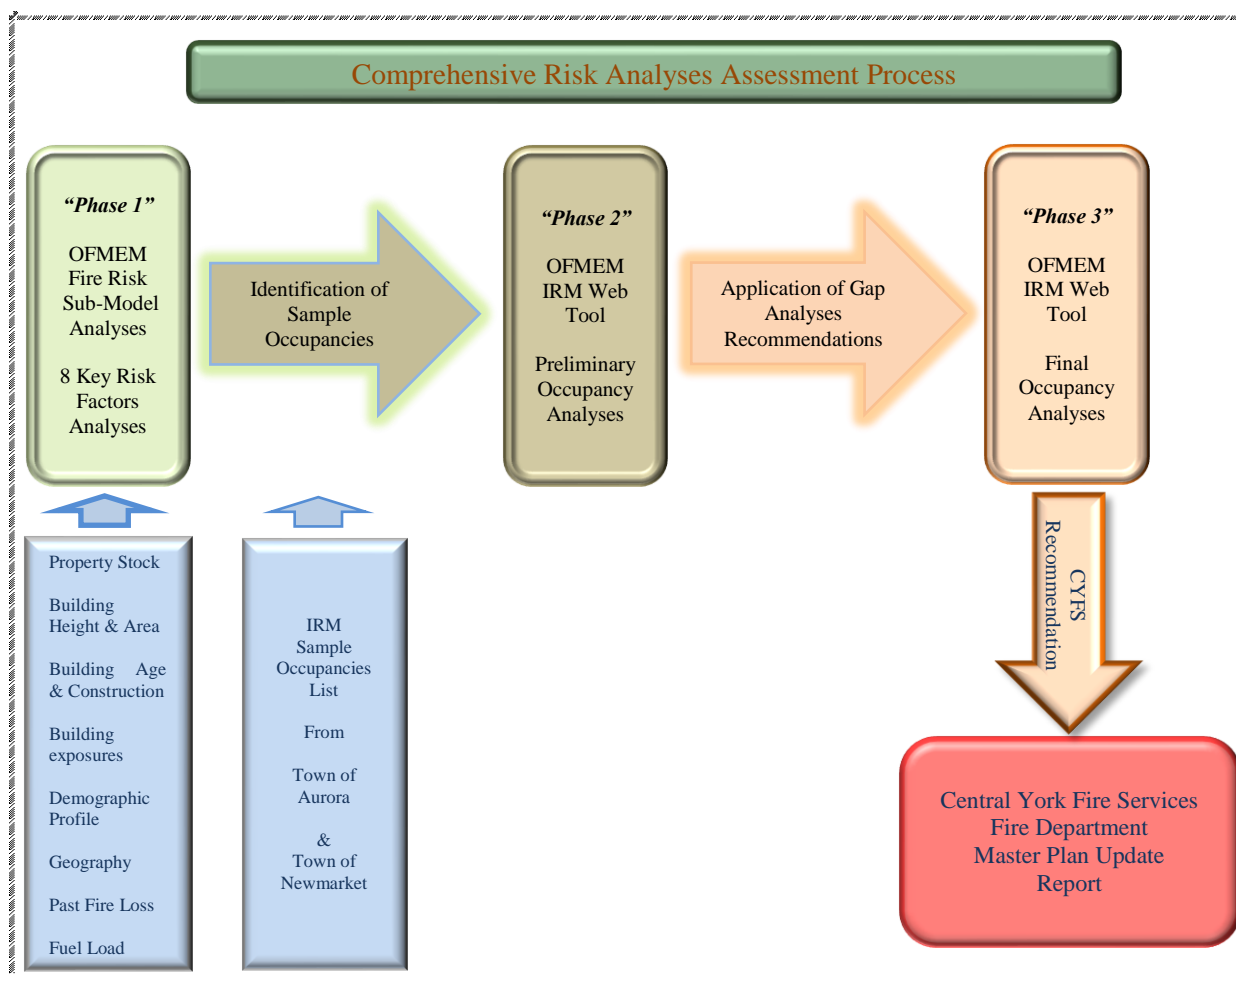 Comprehensive Risk Analyses Assessment Process
“Phase 1”
OFMEM
Fire Risk
Sub-Model
Analyses
8 Key Risk
Factors
Analyses
Identification of
Sample
Occupancies
“Phase 2”
OFMEM
IRM Web
Tool
Preliminary
Occupancy
Analyses
Application of Gap
Analyses
Recommendations
“Phase 3”
OFMEM
IRM Web
Tool
Final
Occupancy
Analyses
Property Stock
Building
Height & Area
Building Age
& Construction
Building
exposures
Demographic
Profile
Geography
Past Fire Loss
Fuel Load
IRM
Sample
Occupancies
List
From
Town of
Aurora
&
Town of
Newmarket
CYFS
Recommendation
Central York Fire Services
Fire Department
Master Plan Update
Report